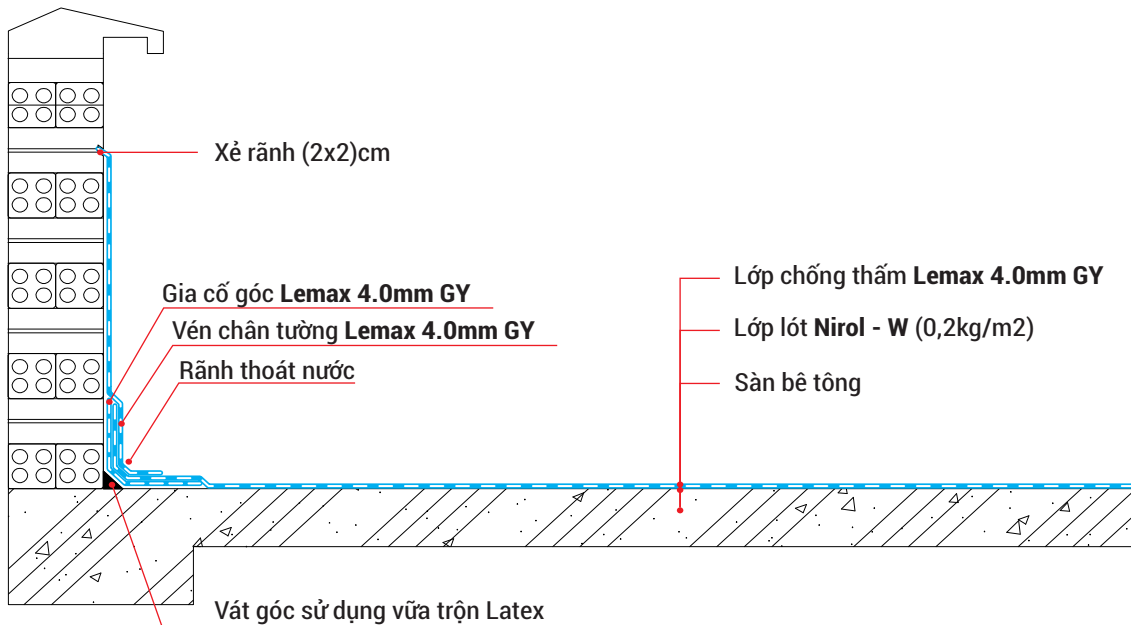 Xẻ rãnh (2x2)cm
Gia cố góc Lemax 4.0mm GY
Vén chân tường Lemax 4.0mm GY
Rãnh thoát nước
Lớp chống thấm Lemax 4.0mm GY
Lớp lót Nirol - W (0,2kg/m2)
Sàn bê tông
Vát góc sử dụng vữa trộn Latex